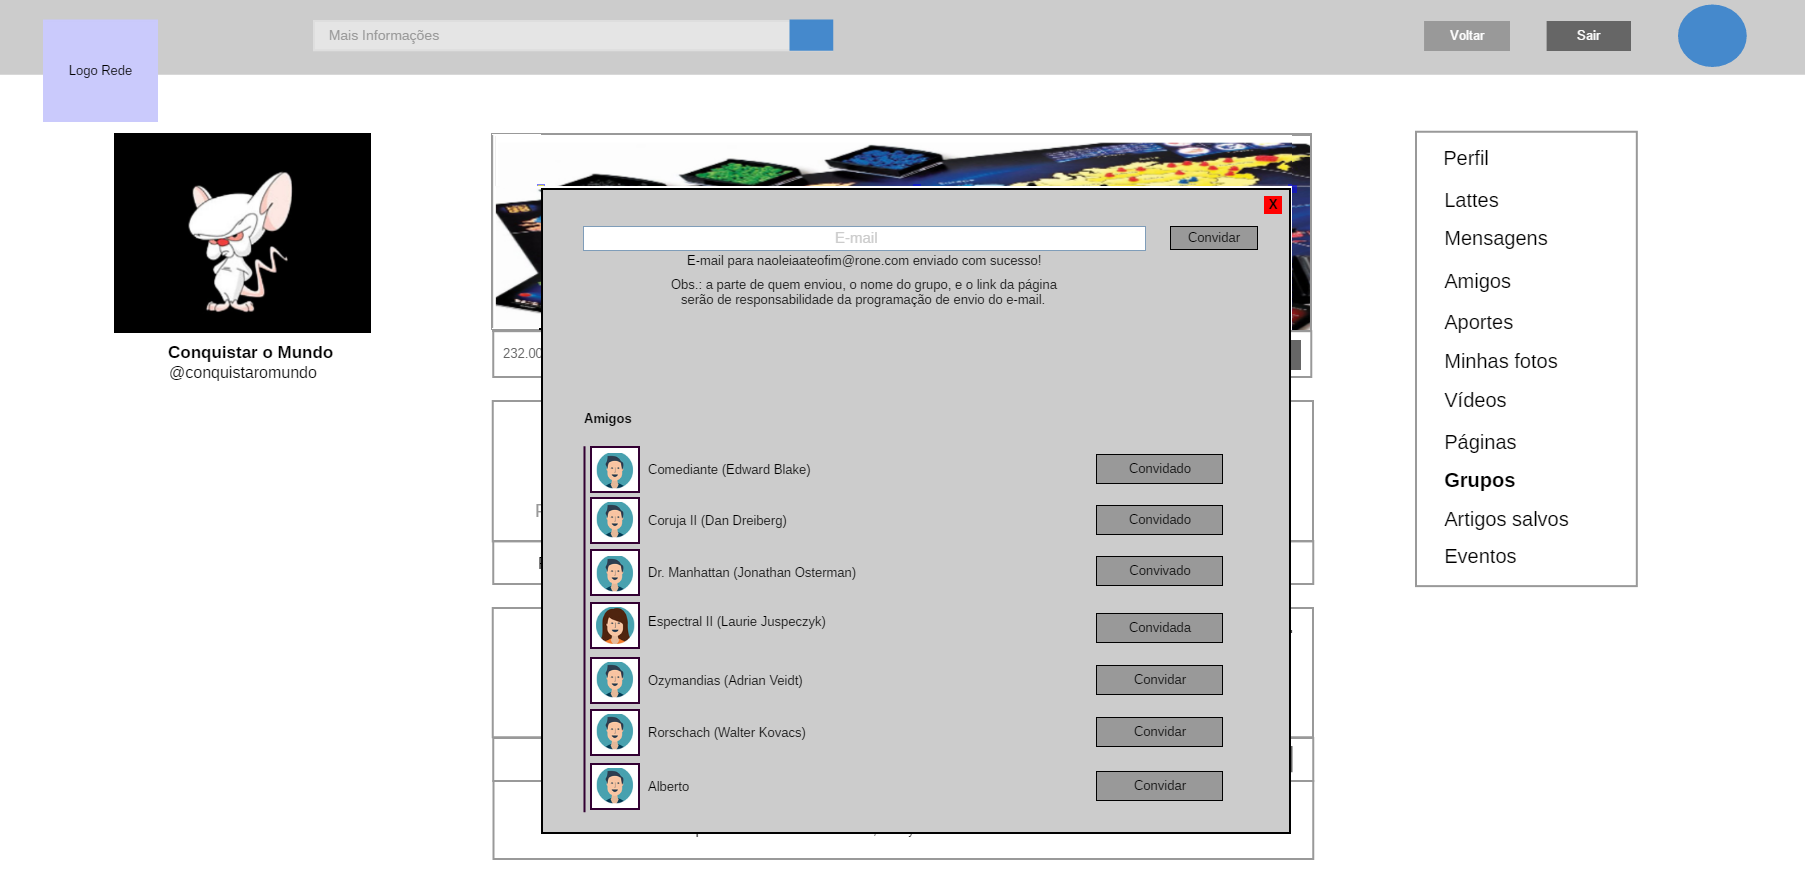 Mais Informações
Voltar
Sair
Logo Rede
Conquistar o Mundo
@conquistaromundo
232.00
X
E-mail
Convidar
E-mail para naoleiaateofim@rone.com enviado com sucesso!
Obs.: a parte de quem enviou, o nome do grupo, e o link da página
serão de responsabilidade da programação de envio do e-mail.
Amigos
Comediante (Edward Blake)
Convidado
Coruja II (Dan Dreiberg)
Convidado
Dr. Manhattan (Jonathan Osterman)
Convivado
Espectral II (Laurie Juspeczyk)
Convidada
Ozymandias (Adrian Veidt)
Convidar
Rorschach (Walter Kovacs)
Convidar
Alberto
Convidar
Perfil
Lattes
Mensagens
Amigos
Aportes
Minhas fotos
Vídeos
Páginas
Grupos
Artigos salvos
Eventos